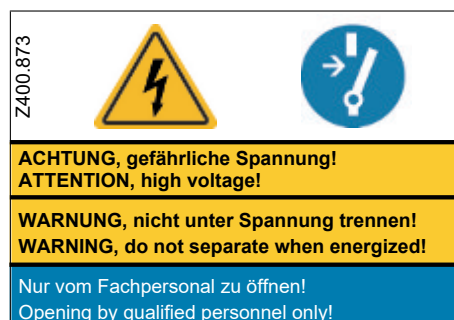 Z400.873
ACHTUNG, gefährliche Spannung!
ATTENTION, high voltage!
WARNUNG, nicht unter Spannung trennen!
WARNING, do not separate when energized!
Nur vom Fachpersonal zu öffnen!
Opening by qualified personnel only!